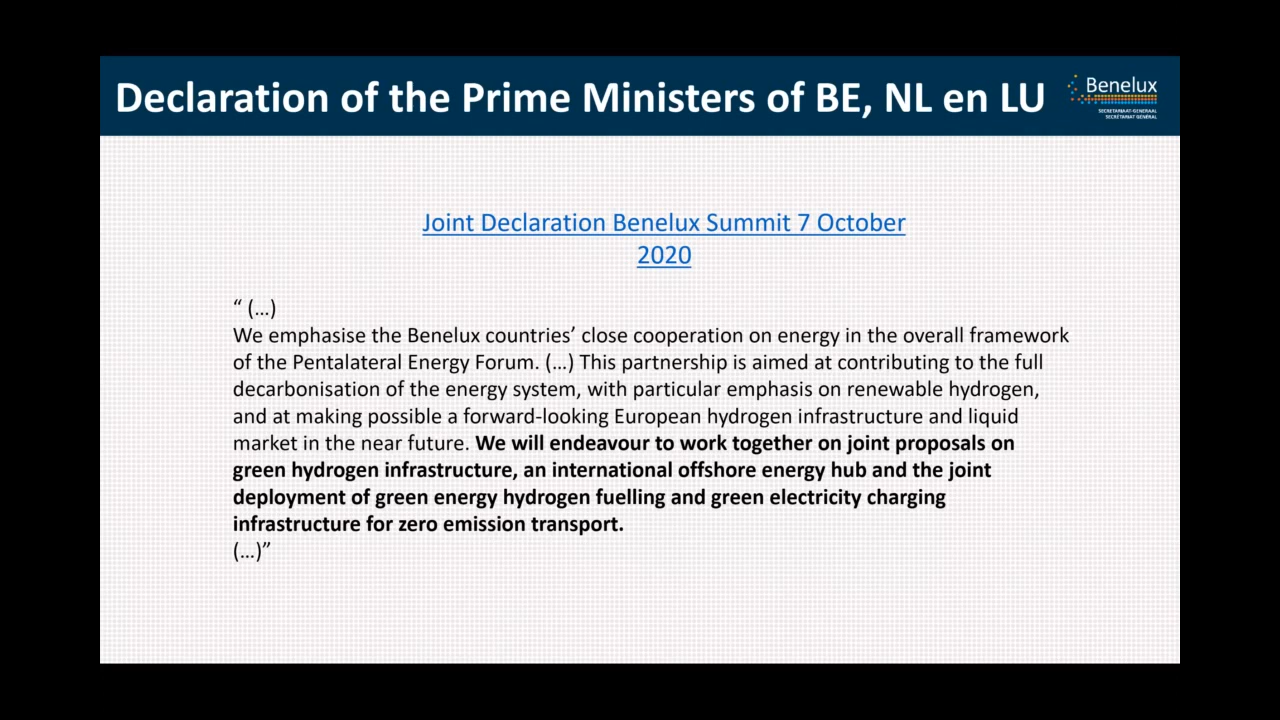 Declaration of the Prime Ministers of BE, NL en LU
Benelux
SECRETARIAAT-GENERAAL
SECRÉTARIAT GÉNÉRAL
Joint Declaration Benelux Summit 7 October
2020
“ (…)
We emphasise the Benelux countries’ close cooperation on energy in the overall framework
of the Pentalateral Energy Forum. (…) This partnership is aimed at contributing to the full
decarbonisation of the energy system, with particular emphasis on renewable hydrogen,
and at making possible a forward-looking European hydrogen infrastructure and liquid
market in the near future. We will endeavour to work together on joint proposals on
green hydrogen infrastructure, an international offshore energy hub and the joint
deployment of green energy hydrogen fuelling and green electricity charging
infrastructure for zero emission transport.
(…)”